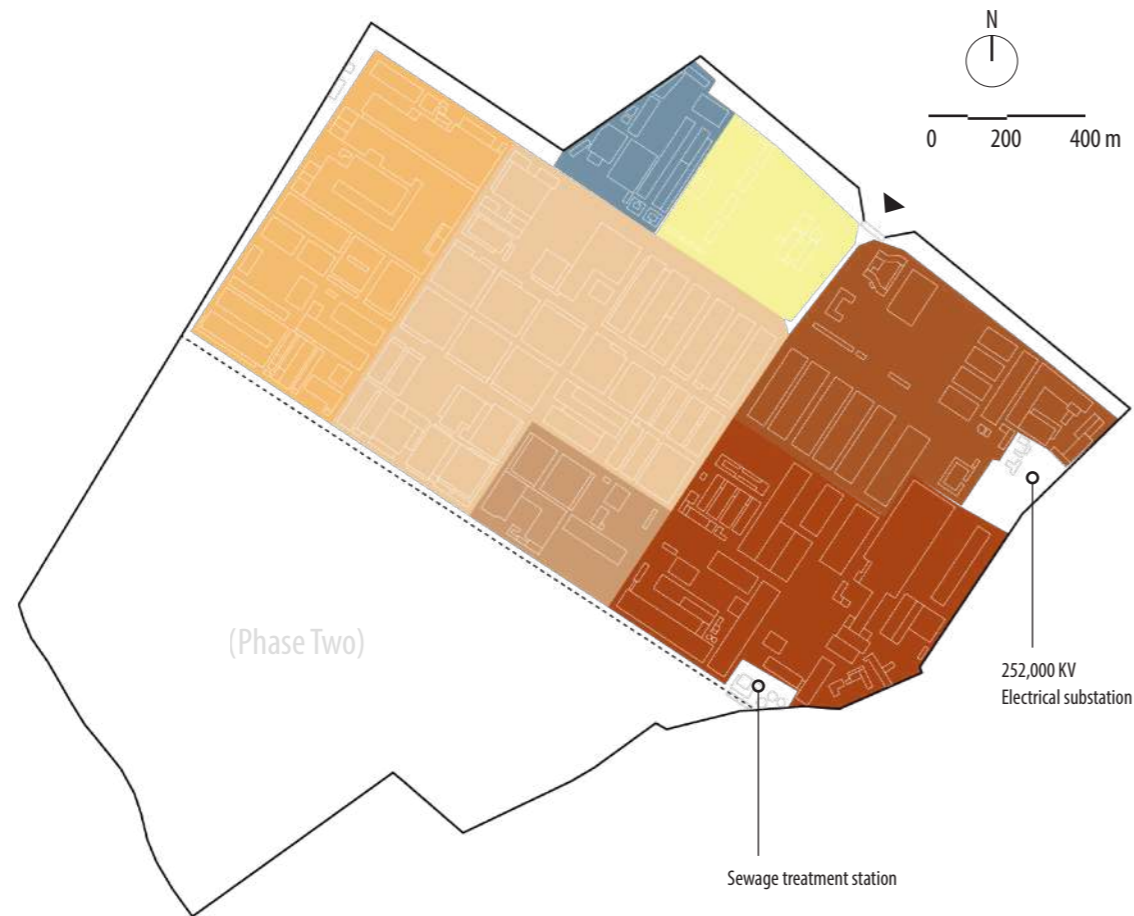 N
0 200 400 m
(Phase Two)
252,000 KV
Electrical substation
Sewage treatment station